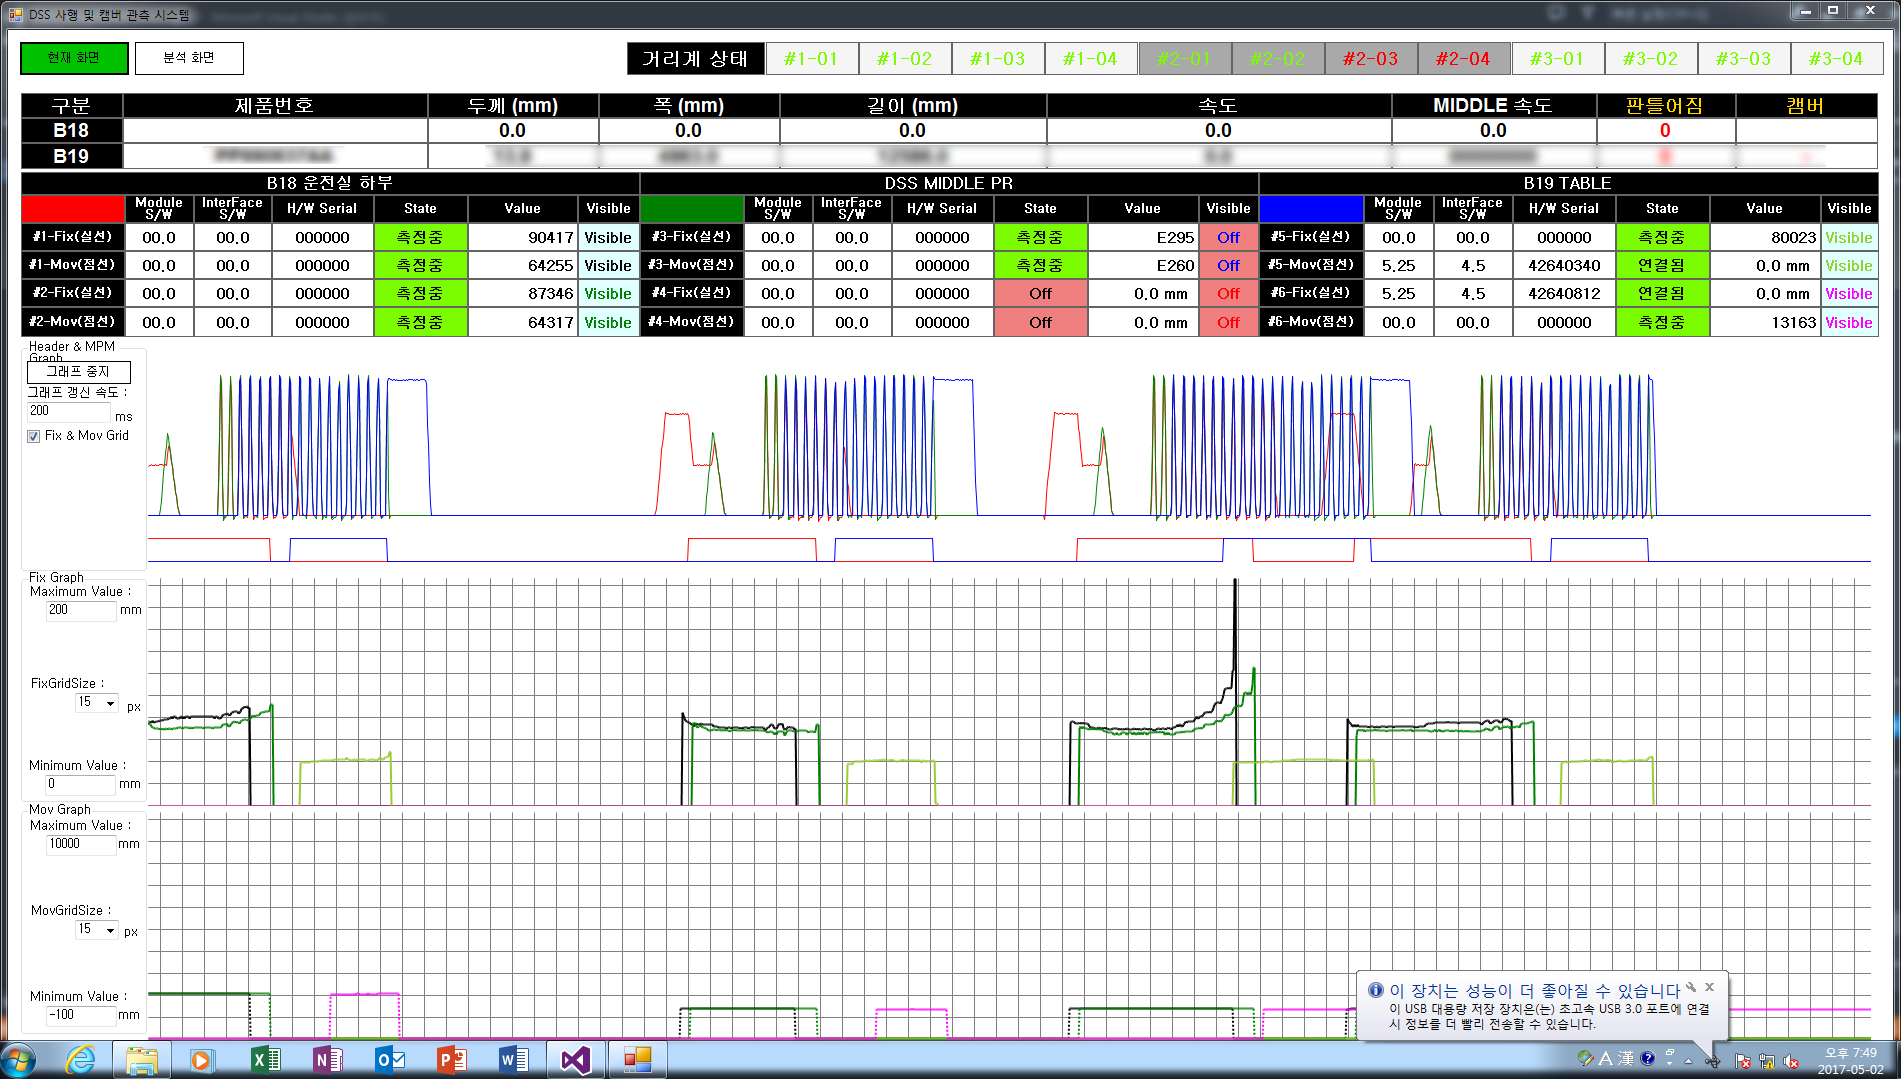 DSS 사행 및 캠버 관측 시스템
현재 화면 분석 화면 거리계 상태 #1-01 #1-02 #1-03 #1-04 #2-01 #2-02 #2-03 #2-04 #3-01 #3-02 #3-03 #3-04
구분 제품번호 두께 (mm) 폭 (mm) 길이 (mm) 속도 MIDDLE 속도 판틀어짐 캠버
B18 0.0 0.0 0.0 0.0 0.0 0
B19
B18 운전실 하부 DSS MIDDLE PR B19 TABLE
Module S/W InterFace S/W H/W Serial State Value Visible Module S/W InterFace S/W H/W Serial State Value Visible Module S/W InterFace S/W H/W Serial State Value Visible
#1-Fix(실선) 00.0 00.0 000000 측정중 90417 Visible #3-Fix(실선) 00.0 00.0 000000 측정중 E295 Off #5-Fix(실선) 00.0 00.0 000000 측정중 80023 Visible
#1-Mov(점선) 00.0 00.0 000000 측정중 64255 Visible #3-Mov(점선) 00.0 00.0 000000 측정중 E260 Off #5-Mov(점선) 5.25 4.5 42640340 연결됨 0.0 mm Visible
#2-Fix(실선) 00.0 00.0 000000 측정중 87346 Visible #4-Fix(실선) 00.0 00.0 000000 Off 0.0 mm Off #6-Fix(실선) 5.25 4.5 42640812 연결됨 0.0 mm Visible
#2-Mov(점선) 00.0 00.0 000000 측정중 64317 Visible #4-Mov(점선) 00.0 00.0 000000 Off 0.0 mm Off #6-Mov(점선) 00.0 00.0 000000 측정중 13163 Visible
Header & MPM
Graph
그래프 중지
그래프 갱신 속도 :
200 ms
Fix & Mov Grid
Fix Graph
Maximum Value :
200 mm
FixGridSize :
15 px
Minimum Value :
0 mm
Mov Graph
Maximum Value :
10000 mm
MovGridSize :
15 px
Minimum Value :
-100 mm
이 장치는 성능이 더 좋아질 수 있습니다
이 USB 대용량 저장 장치은(는) 초고속 USB 3.0 포트에 연결
시 정보를 더 빨리 전송할 수 있습니다.
A 漢
오후 7:49
2017-05-02